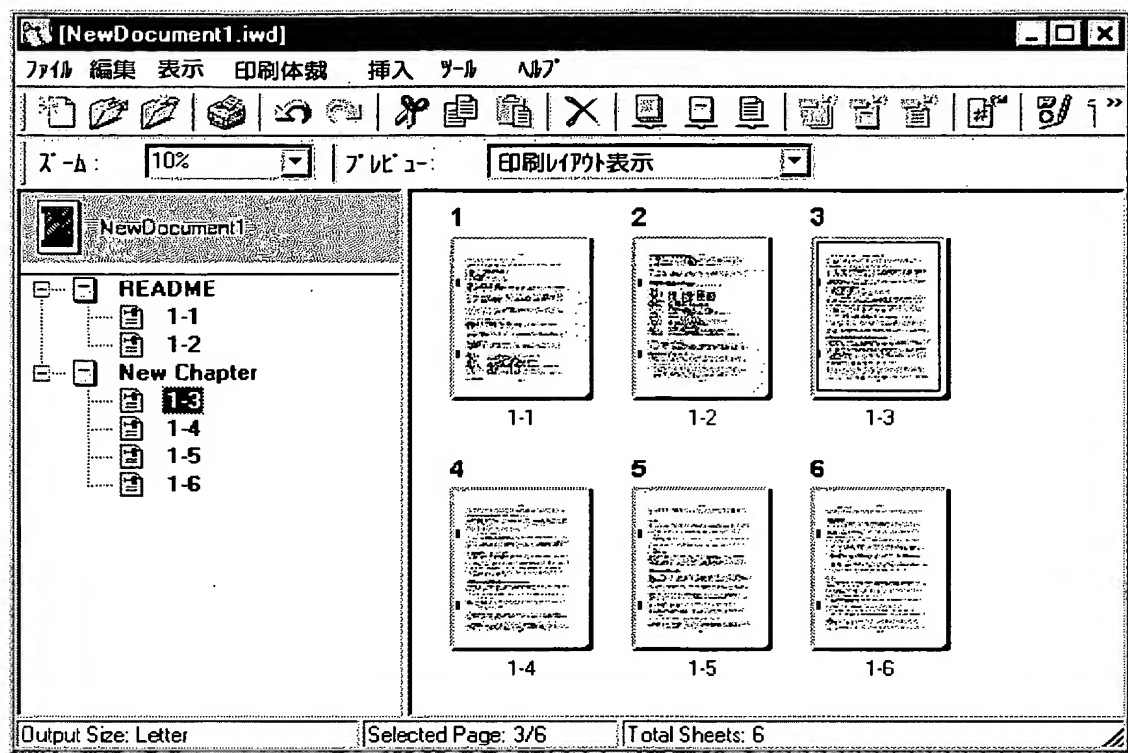 [NewDocument1.iwd]
ﾌｧｲﾙ 編集 表示 印刷体裁 挿入 ﾂｰﾙ ﾍﾙﾌﾟ
ｽﾞｰﾑ: 10% ﾌﾟﾚﾋﾞｭｰ: 印刷ﾚｲｱｳﾄ表示
NewDocument1
README
1-1
1-2
New Chapter
1-3
1-4
1-5
1-6
1 2 3
1-1 1-2 1-3
4 5 6
1-4 1-5 1-6
Output Size: Letter Selected Page: 3/6 Total Sheets: 6